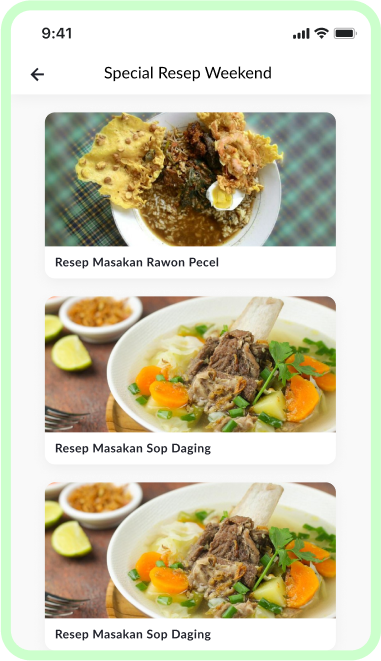 9:41
Special Resep Weekend
Resep Masakan Rawon Pecel
Resep Masakan Sop Daging
Resep Masakan Sop Daging